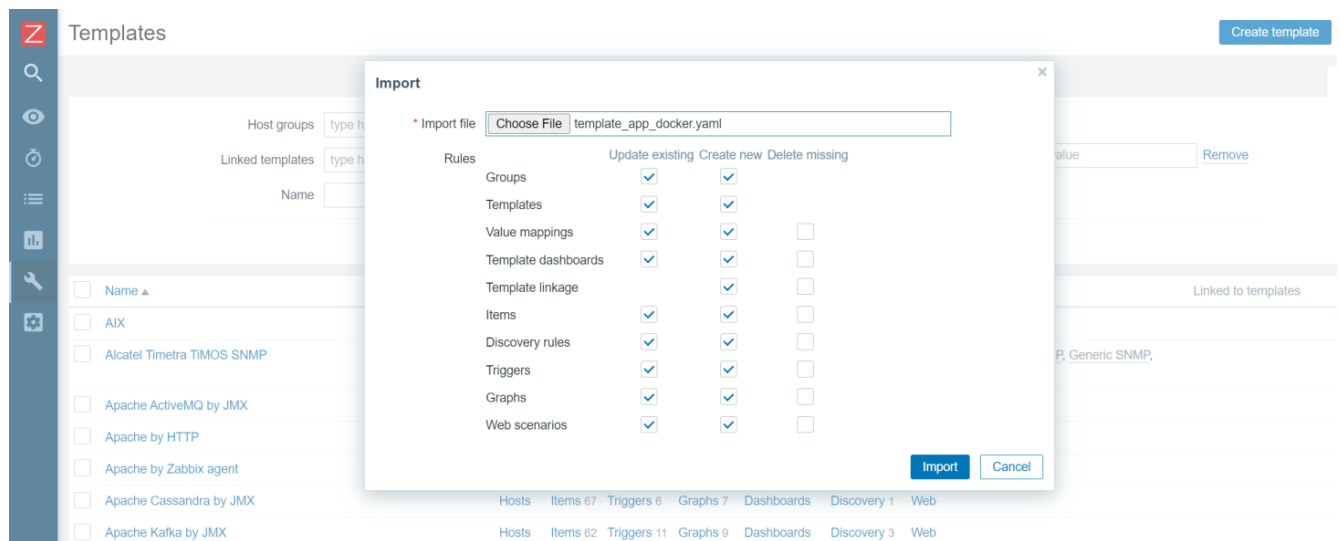 Z
Templates
Create template
Import
×
Host groups type h
* Import file Choose File template_app_docker.yaml
Linked templates type h
Rules Update existing Create new Delete missing
alue Remove
Name
Groups
Templates
Value mappings
Template dashboards
Template linkage
Items
Discovery rules
Triggers
Graphs
Web scenarios
Import Cancel
Name ▲ Linked to templates
AIX
Alcatel Timetra TiMOS SNMP P, Generic SNMP,
Apache ActiveMQ by JMX
Apache by HTTP
Apache by Zabbix agent
Apache Cassandra by JMX Hosts Items 67 Triggers 6 Graphs 7 Dashboards Discovery 1 Web
Apache Kafka by JMX Hosts Items 62 Triggers 11 Graphs 9 Dashboards Discovery 3 Web